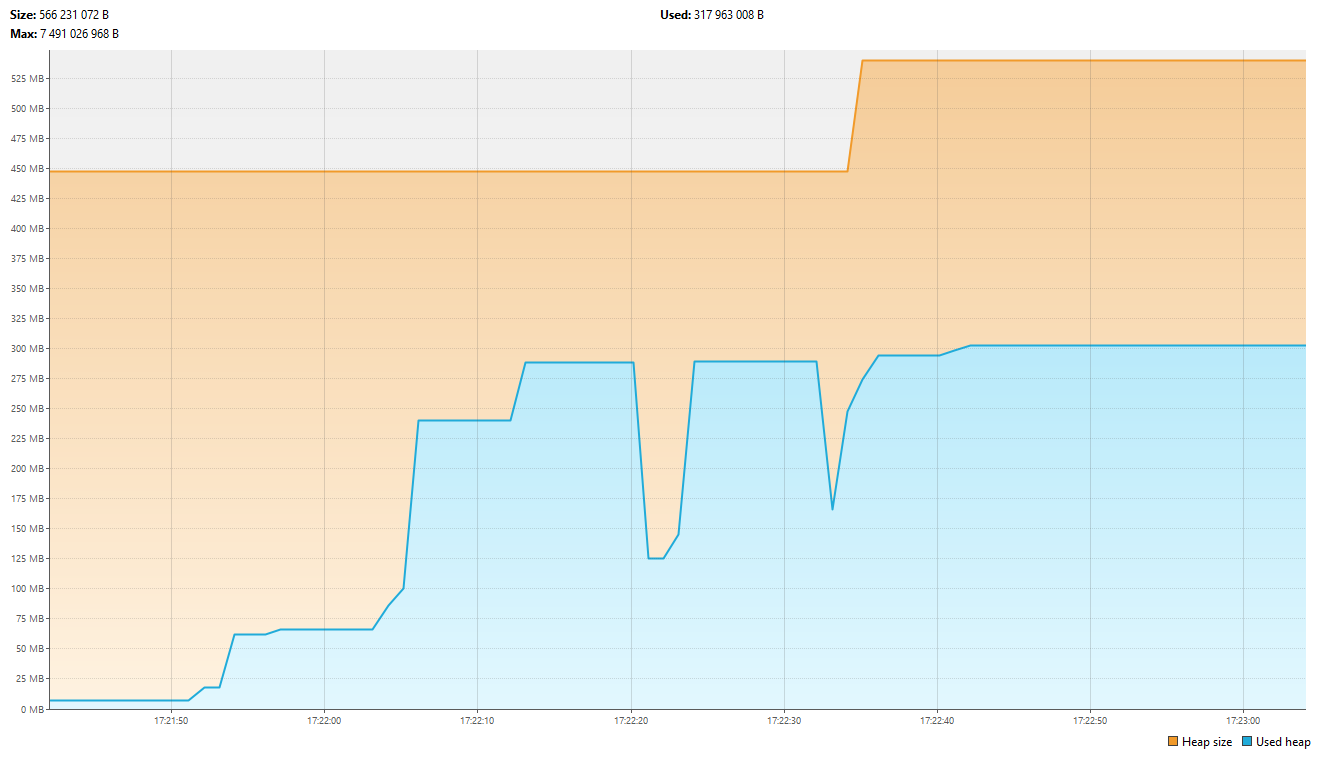 Size: 566 231 072 B
Used: 317 963 008 B
Max: 7 491 026 968 B
525 MB
500 MB
475 MB
450 MB
425 MB
400 MB
375 MB
350 MB
325 MB
300 MB
275 MB
250 MB
225 MB
200 MB
175 MB
150 MB
125 MB
100 MB
75 MB
50 MB
25 MB
0 MB
17:21:50 17:22:00 17:22:10 17:22:20 17:22:30 17:22:40 17:22:50 17:23:00
Heap size Used heap